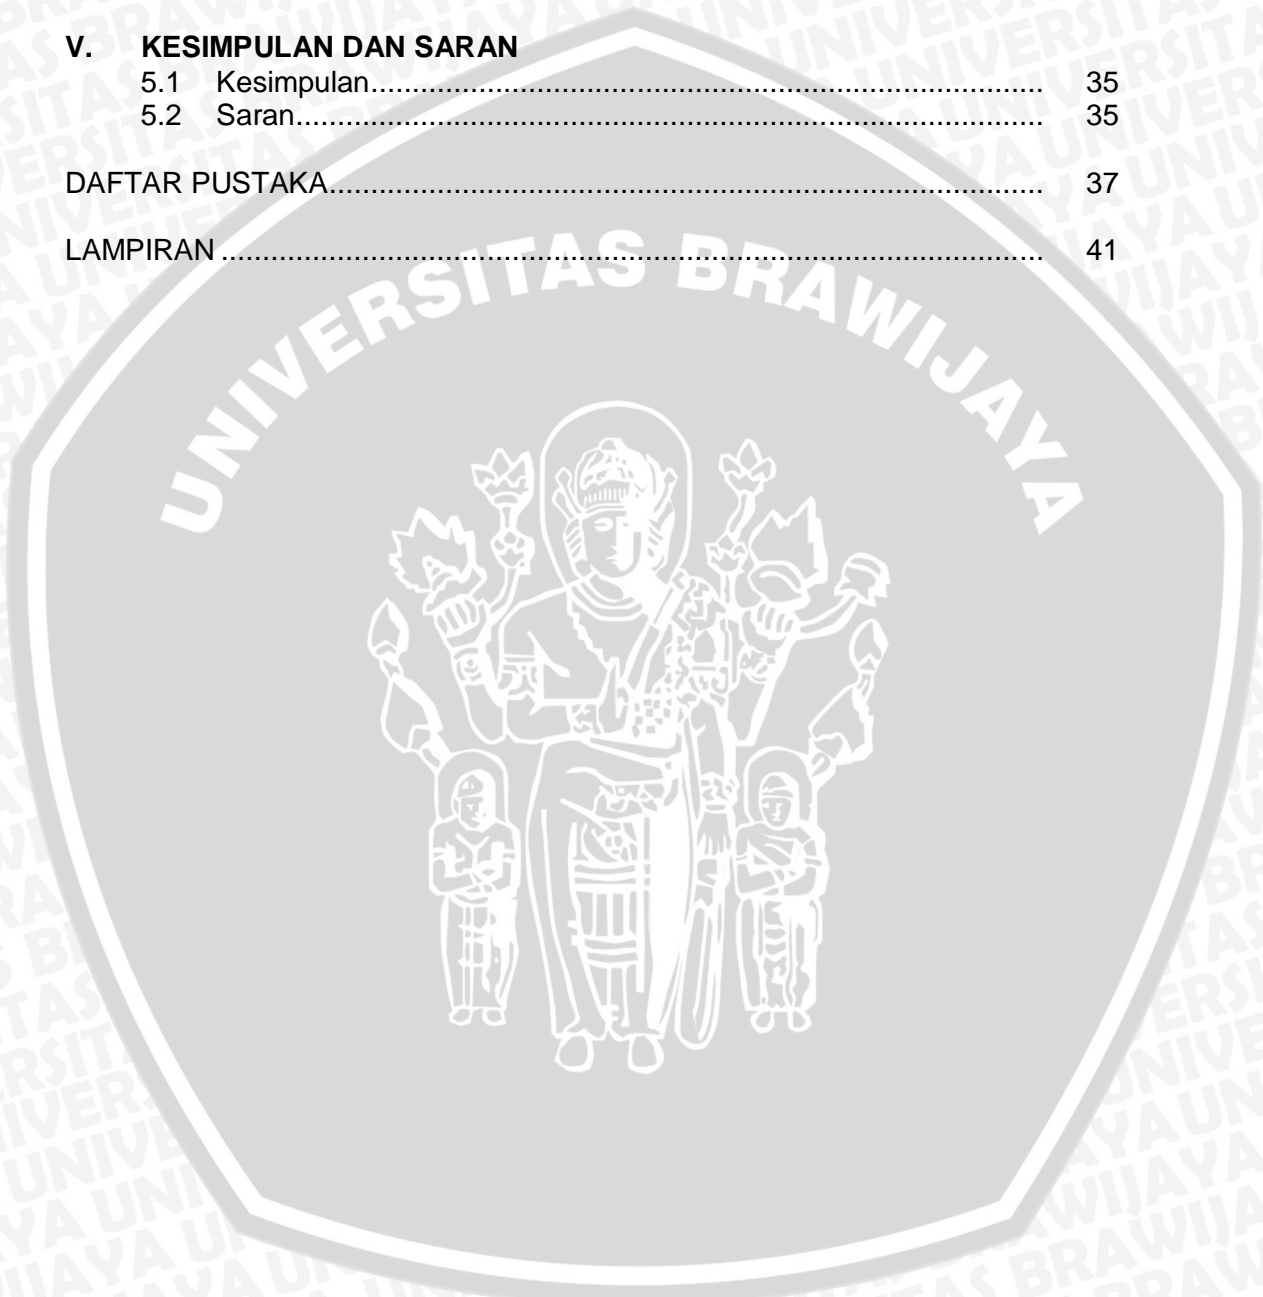 V. KESIMPULAN DAN SARAN
5.1 Kesimpulan................................................................................. 35
5.2 Saran.......................................................................................... 35
DAFTAR PUSTAKA...................................................................................... 37
LAMPIRAN ................................................................................................... 41
UNIVERSITAS BRAWIJAYA